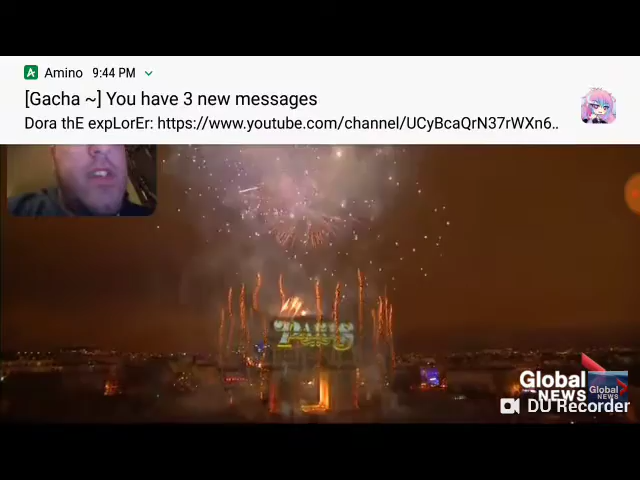 Amino 9:44 PM
[Gacha ~] You have 3 new messages
Dora thE expLorEr: https://www.youtube.com/channel/UCyBcaQrN37rWXn6..
PARIS
Global
NEWS
Global
NEWS
DU Recorder